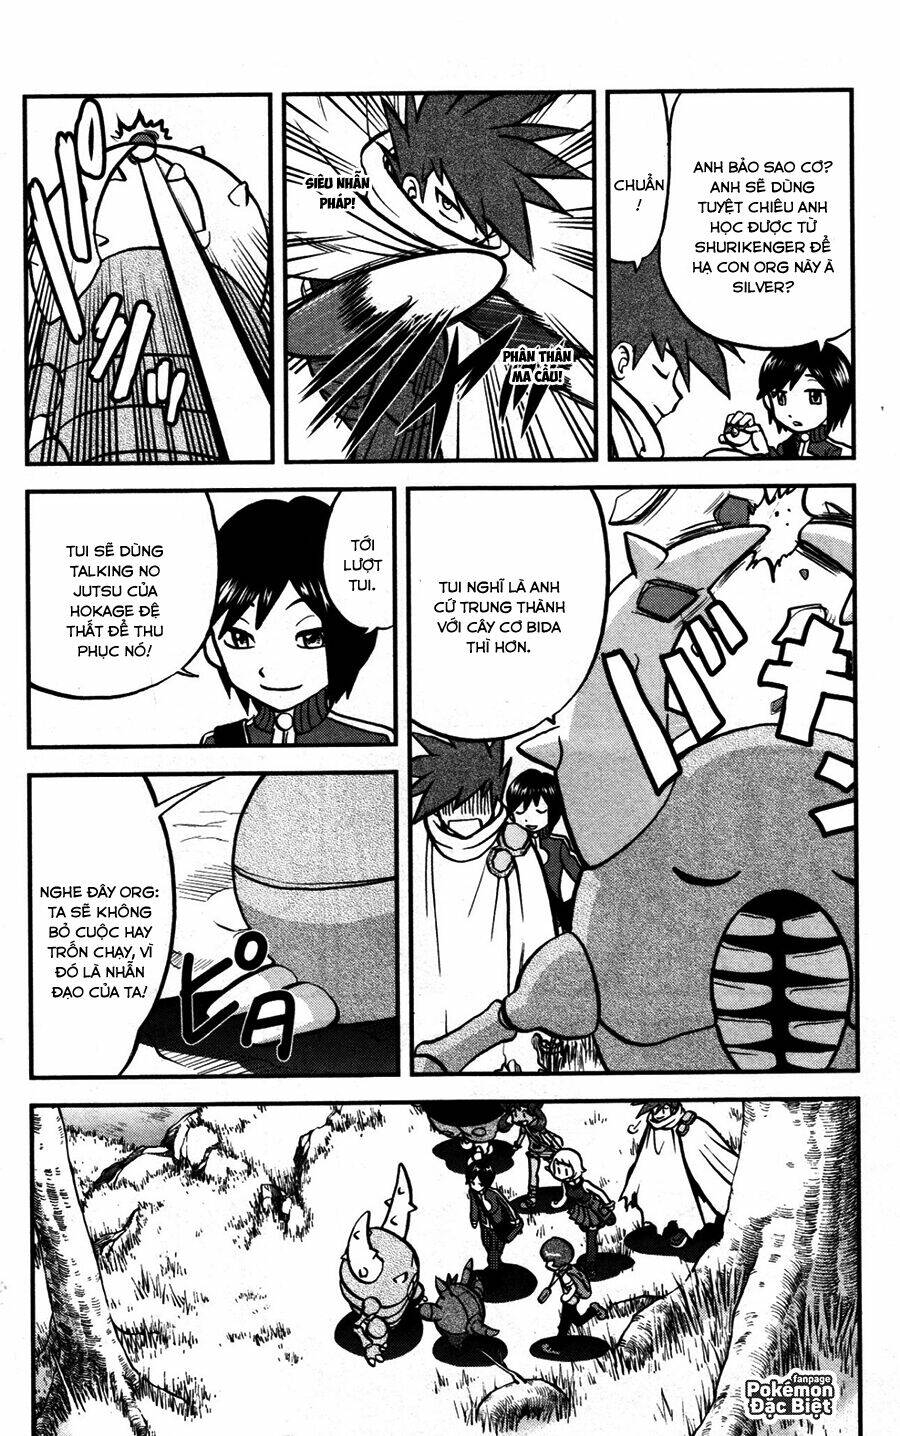 ANH BẢO SAO CƠ?
ANH SẼ DÙNG
TUYỆT CHIÊU ANH
HỌC ĐƯỢC TỪ
SHURIKENGER ĐỂ
HẠ CON ORG NÀY À
SILVER?
CHUẨN
!
SIÊU NHẪN
PHÁP!
PHÂN THÂN
MA CẦU!
TUI NGHĨ LÀ ANH
CỨ TRUNG THÀNH
VỚI CÂY CƠ BIDA
THÌ HƠN.
TỚI
LƯỢT
TUI.
TUI SẼ DÙNG
TALKING NO
JUTSU CỦA
HOKAGE ĐỆ
THẤT ĐỂ THU
PHỤC NÓ!
NGHE ĐÂY ORG:
TA SẼ KHÔNG
BỎ CUỘC HAY
TRỐN CHẠY, VÌ
ĐÓ LÀ NHẪN
ĐẠO CỦA TA!
ピA
fanpage
Pokémon
Đặc Biệt